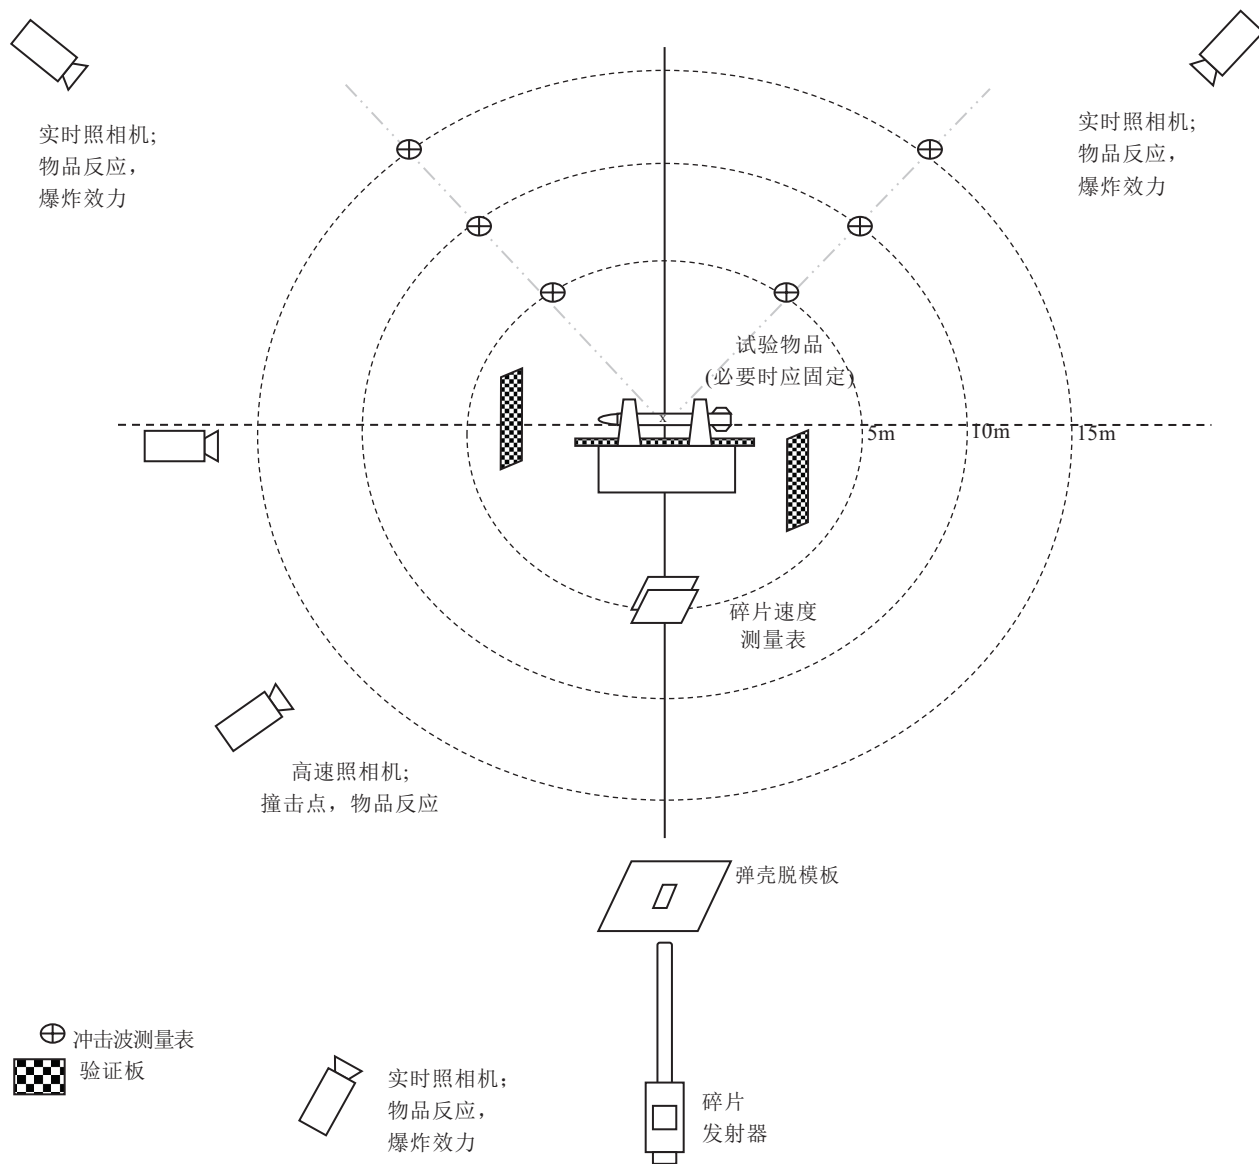 实时照相机;
物品反应，
爆炸效力
实时照相机;
物品反应，
爆炸效力
试验物品
(必要时应固定)
x
5m
10m
15m
碎片速度
测量表
高速照相机;
撞击点，物品反应
弹壳脱模板
冲击波测量表
验证板
实时照相机;
物品反应，
爆炸效力
碎片
发射器